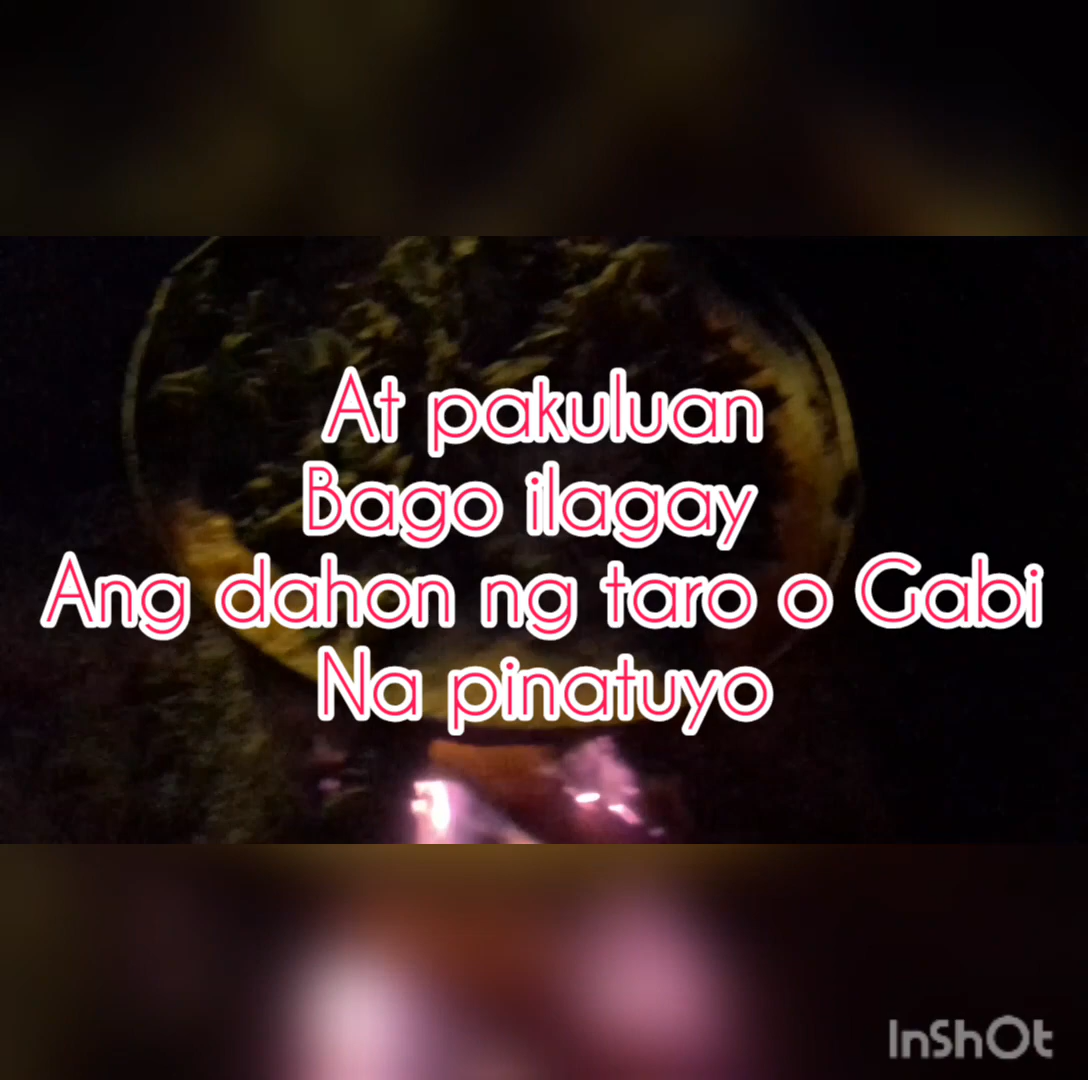 At pakuluan
Bago ilagay
Ang dahon ng taro o Gabi
Na pinatuyo
InShOt